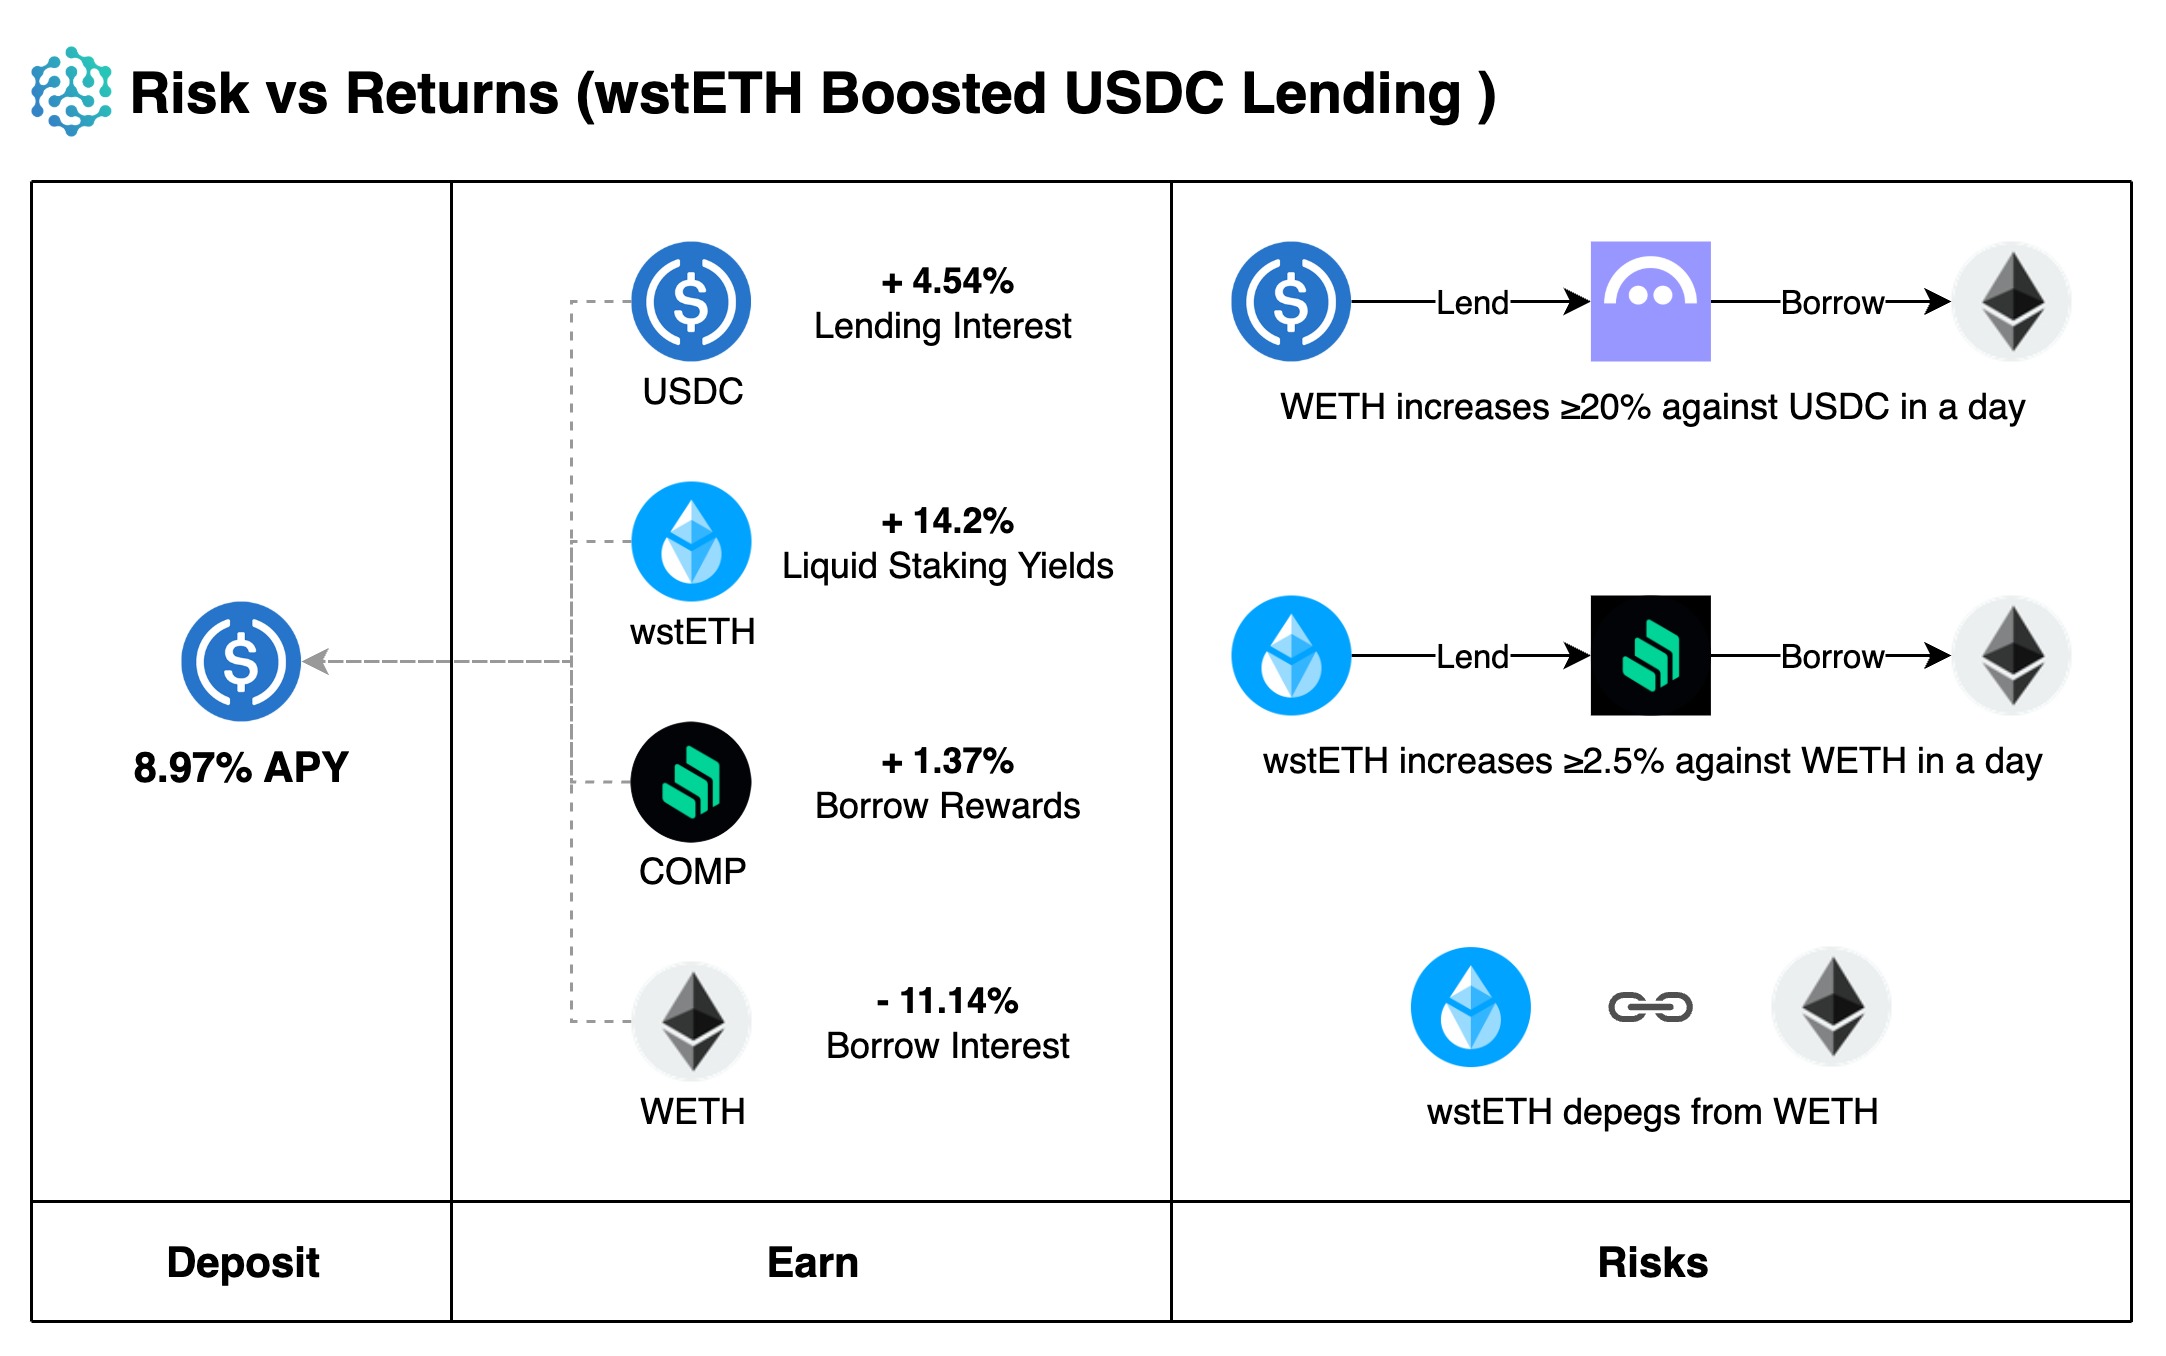 Risk vs Returns (wstETH Boosted USDC Lending )
8.97% APY
+ 4.54%
Lending Interest
USDC
+ 14.2%
Liquid Staking Yields
wstETH
+ 1.37%
Borrow Rewards
COMP
- 11.14%
Borrow Interest
WETH
Lend
Borrow
WETH increases ≥20% against USDC in a day
Lend
Borrow
wstETH increases ≥2.5% against WETH in a day
wstETH depegs from WETH
Deposit
Earn
Risks